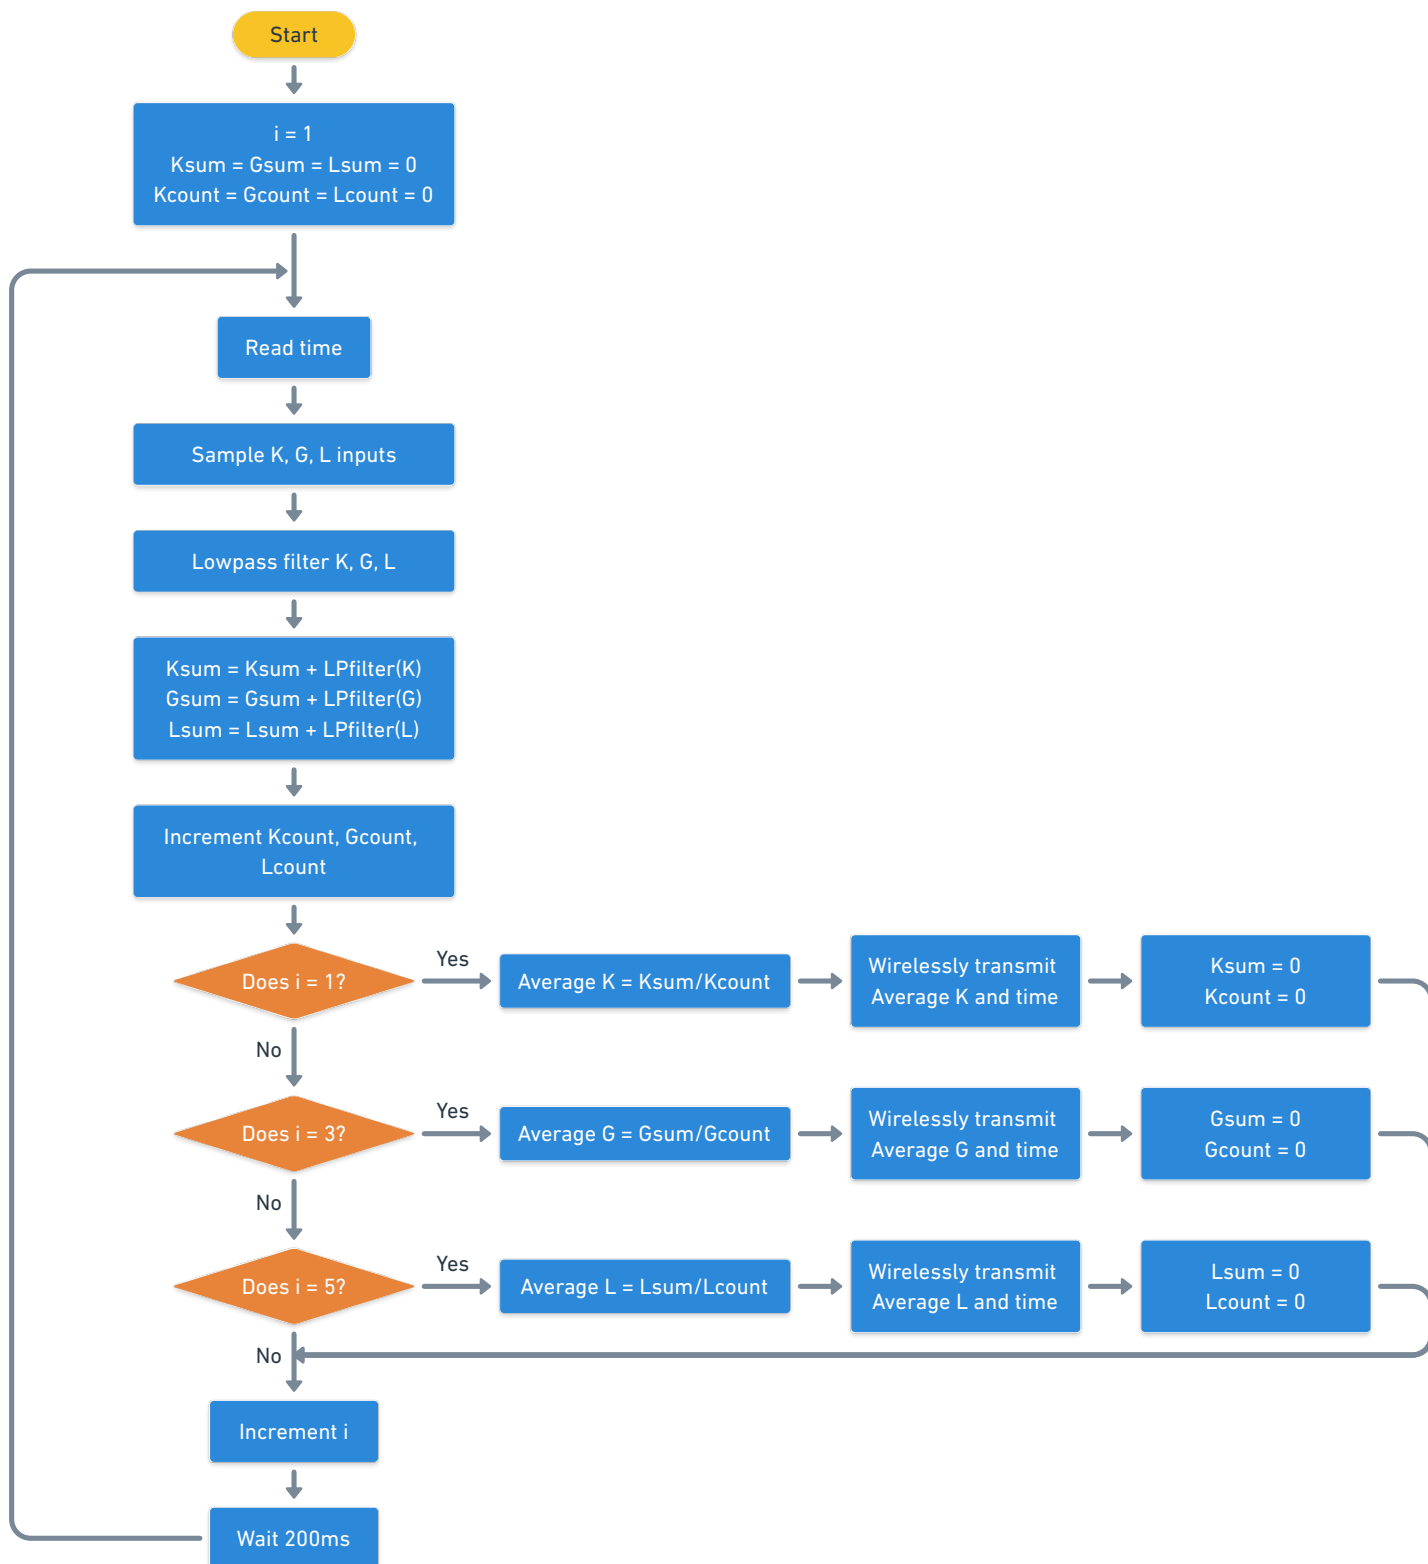 Start
i = 1
Ksum = Gsum = Lsum = 0
Kcount = Gcount = Lcount = 0
Read time
Sample K, G, L inputs
Lowpass filter K, G, L
Ksum = Ksum + LPfilter(K)
Gsum = Gsum + LPfilter(G)
Lsum = Lsum + LPfilter(L)
Increment Kcount, Gcount,
Lcount
Does i = 1?
Yes
Average K = Ksum/Kcount
Wirelessly transmit
Average K and time
Ksum = 0
Kcount = 0
No
Does i = 3?
Yes
Average G = Gsum/Gcount
Wirelessly transmit
Average G and time
Gsum = 0
Gcount = 0
No
Does i = 5?
Yes
Average L = Lsum/Lcount
Wirelessly transmit
Average L and time
Lsum = 0
Lcount = 0
No
Increment i
Wait 200ms